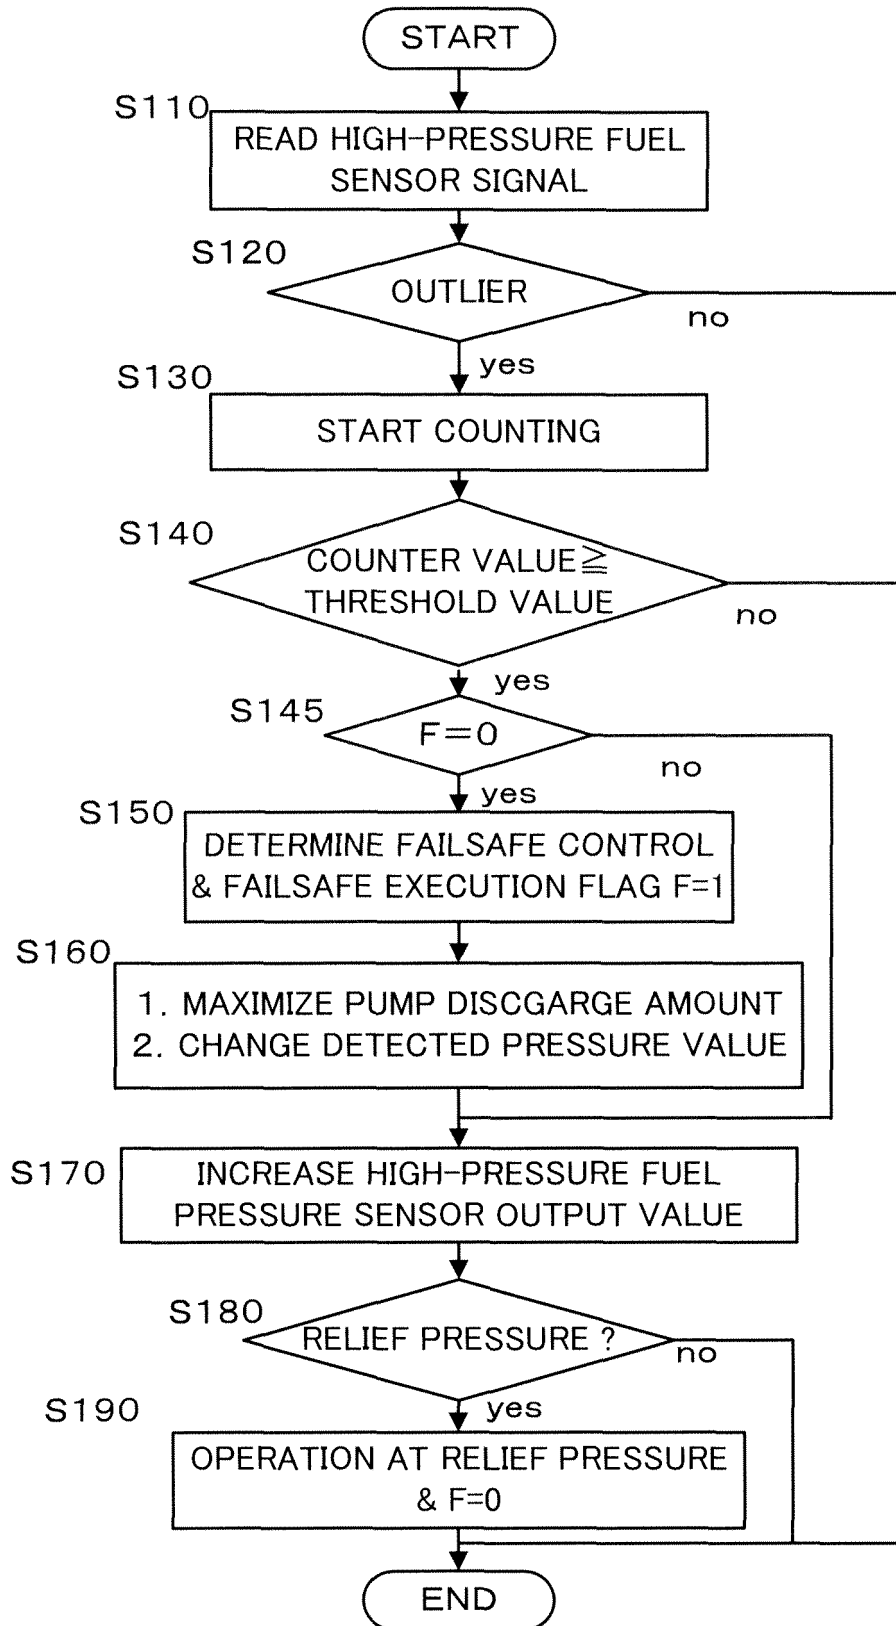 START
S110
READ HIGH-PRESSURE FUEL
SENSOR SIGNAL
S120
OUTLIER
no
yes
S130
START COUNTING
S140
COUNTER VALUE≧
THRESHOLD VALUE
no
yes
S145
F=0
no
yes
S150
DETERMINE FAILSAFE CONTROL
& FAILSAFE EXECUTION FLAG F=1
S160
1. MAXIMIZE PUMP DISCGARGE AMOUNT
2. CHANGE DETECTED PRESSURE VALUE
S170
INCREASE HIGH-PRESSURE FUEL
PRESSURE SENSOR OUTPUT VALUE
S180
RELIEF PRESSURE ?
no
yes
S190
OPERATION AT RELIEF PRESSURE
& F=0
END